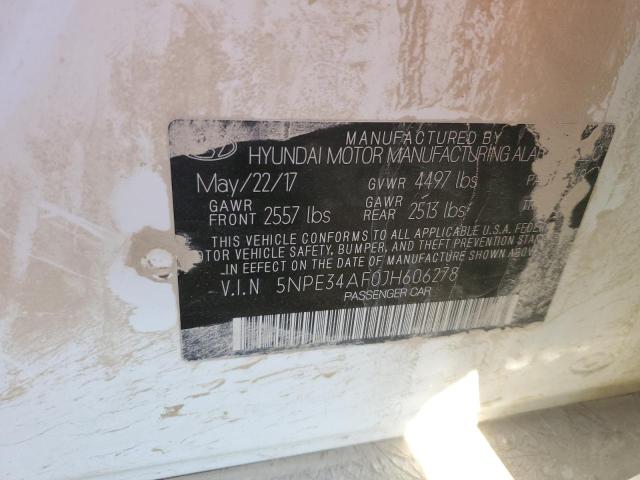 MANUFACTURED BY
HYUNDAI MOTOR MANUFACTURING ALA
May/22/17 GVWR 4497 lbs
GAWR FRONT 2557 lbs GAWR REAR 2513 lbs
THIS VEHICLE CONFORMS TO ALL APPLICABLE U.S.A. FEDE
OTOR VEHICLE SAFETY, BUMPER, AND THEFT PREVENTION STA
IN EFFECT ON THE DATE OF MANUFACTURE SHOWN
V.I.N 5NPE34AF0JH606278
PASSENGER CAR